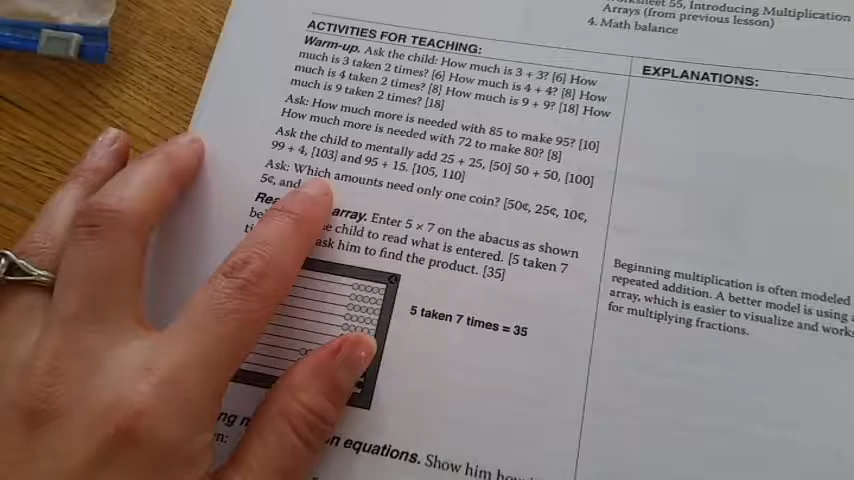 Worksheet 55, Introducing Multiplication
Arrays (from previous lesson)
4. Math balance
ACTIVITIES FOR TEACHING:
EXPLANATIONS:
Warm-up. Ask the child: How much is 3 + 3? [6] How
much is 3 taken 2 times? [6] How much is 4 + 4? [8] How
much is 4 taken 2 times? [8] How much is 9 + 9? [18] How
much is 9 taken 2 times? [18]
Ask: How much more is needed with 85 to make 95? [10]
How much more is needed with 72 to make 80? [8]
Ask the child to mentally add 25 + 25, [50] 50 + 50, [100]
99 + 4, [103] and 95 + 15. [105, 110]
Ask: Which amounts need only one coin? [50¢, 25¢, 10¢,
5¢, and
array. Enter 5 × 7 on the abacus as shown
child to read what is entered. [5 taken 7
ask him to find the product. [35]
5 taken 7 times = 35
Beginning multiplication is often modeled
repeated addition. A better model is using a
array, which is easier to visualize and works
for multiplying fractions.
equations. Show him how